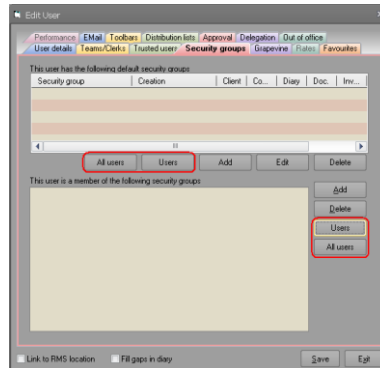 Edit User
Performance EMail Toolbars Distribution lists Approval Delegation Out of office
User details Teams/Clerks Trusted users Security groups Grapevine Rates Favourites
This user has the following default security groups
Security group Creation Client Co... Diary Doc. Inv...
All users Users Add Edit Delete
This user is a member of the following security groups
Add
Delete
Users
All users
Link to RMS location Fill gaps in diary Save Exit